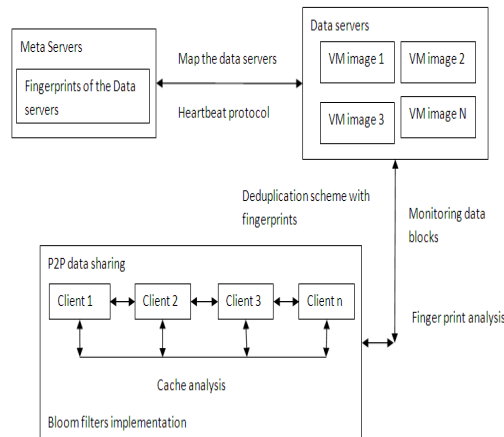 Meta Servers
Fingerprints of the Data
servers
Map the data servers
Heartbeat protocol
Data servers
VM image 1
VM image 2
VM image 3
VM image N
Deduplication scheme with
fingerprints
Monitoring data
blocks
P2P data sharing
Client 1
Client 2
Client 3
Client n
Finger print analysis
Cache analysis
Bloom filters implementation